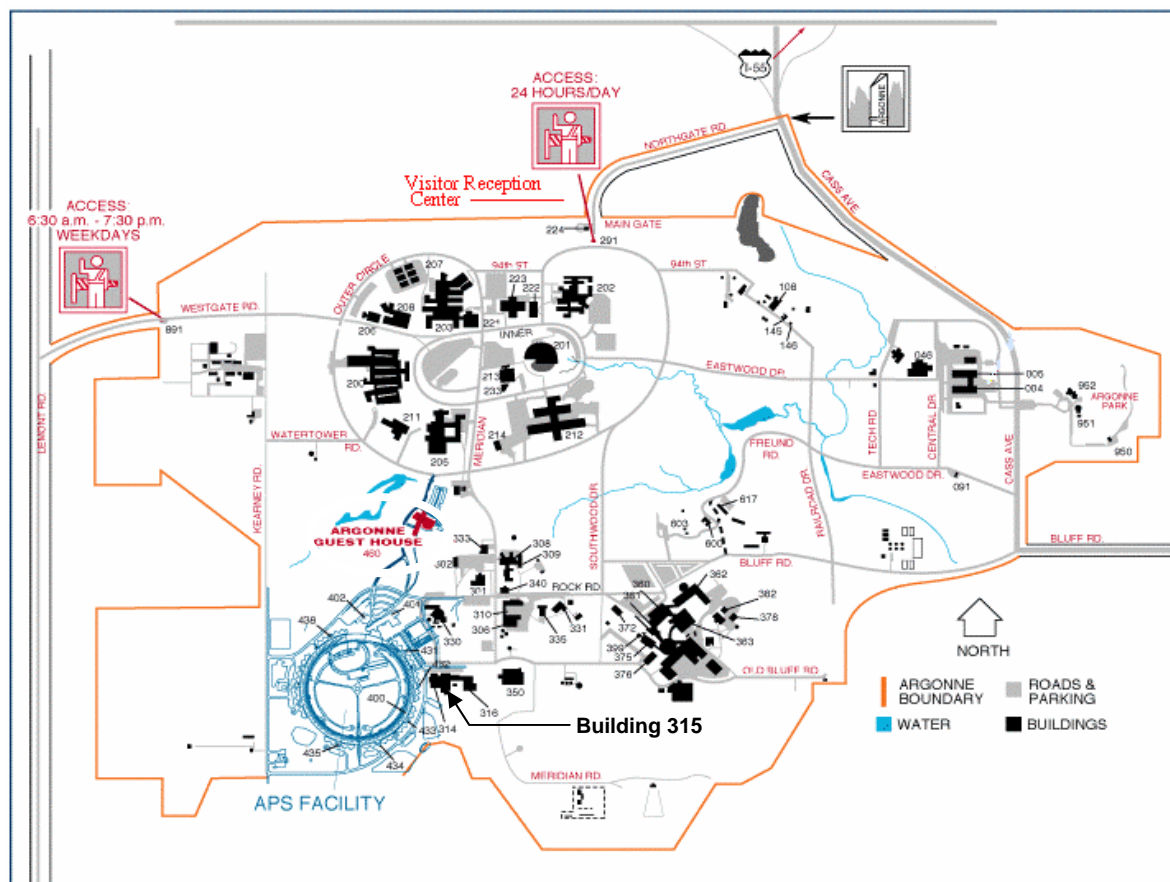 I-55
ACCESS:
24 HOURS/DAY
ARGONNE
NORTHGATE RD.
CASS AVE
Visitor Reception
Center
ACCESS:
6:30 a.m. - 7:30 p.m.
WEEKDAYS
MAIN GATE
224
291
OUTER CIRCLE
207
94th ST
94th ST
223
222
202
108
208
206
203
221
INNER
201
145
146
WESTGATE RD.
891
200
213
233
EASTWOOD DR.
046
005
004
952
ARGONNE
PARK
951
950
LEMONT RD.
211
WATERTOWER
RD.
205
MERIDIAN
214
212
FREUND
RD.
TECH RD
CENTRAL DR.
CASS AVE
EASTWOOD DR.
091
KEARNEY RD.
SOUTHWOOD DR.
RAILROAD DR.
617
603
600
ARGONNE
GUEST HOUSE
460
333
302
308
309
301
340
ROCK RD.
BLUFF RD.
BLUFF RD.
360
362
361
382
378
402
401
310
306
330
335
331
372
363
399
375
376
438
431
432
OLD BLUFF RD.
400
350
316
314
433
434
435
Building 315
MERIDIAN RD.
APS FACILITY
NORTH
ARGONNE
BOUNDARY
ROADS &
PARKING
WATER
BUILDINGS